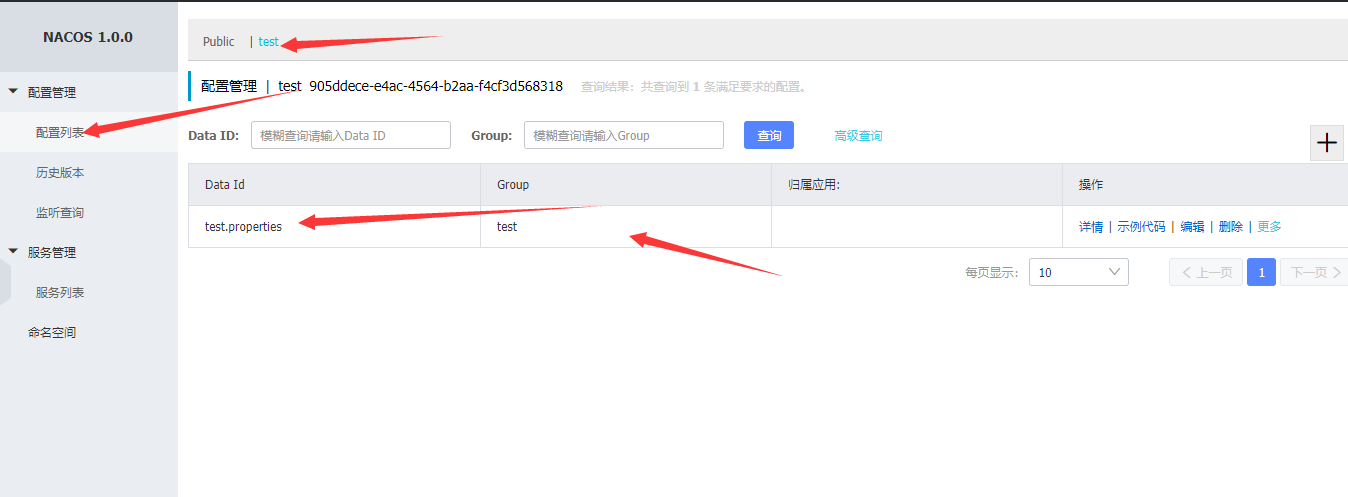 NACOS 1.0.0
配置管理
配置列表
历史版本
监听查询
服务管理
服务列表
命名空间
Public | test
配置管理 | test 905ddece-e4ac-4564-b2aa-f4cf3d568318 查询结果：共查询到 1 条满足要求的配置。
Data ID: 模糊查询请输入Data ID Group: 模糊查询请输入Group 查询 高级查询
Data Id Group 归属应用: 操作
test.properties test 详情 | 示例代码 | 编辑 | 删除 | 更多
每页显示: 10 上一页 1 下一页